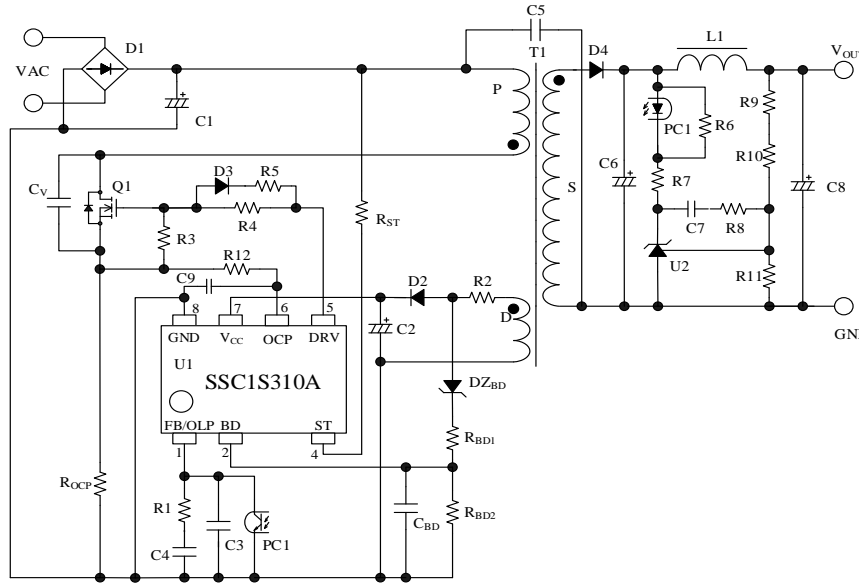 C5
T1
D1
VAC
P
D4
L1
VOU
C1
PC1
R6
R9
D3
R5
R10
CV
Q1
RST
C6
R7
C8
S
R4
C7
R8
R3
R12
U2
R11
C9
D2
R2
8
7
6
5
C2
D
GND
VCC
OCP
DRV
GN
U1
SSC1S310A
DZBD
FB/OLP
BD
ST
1
2
4
RBD1
ROCP
R1
C3
PC1
CBD
RBD2
C4